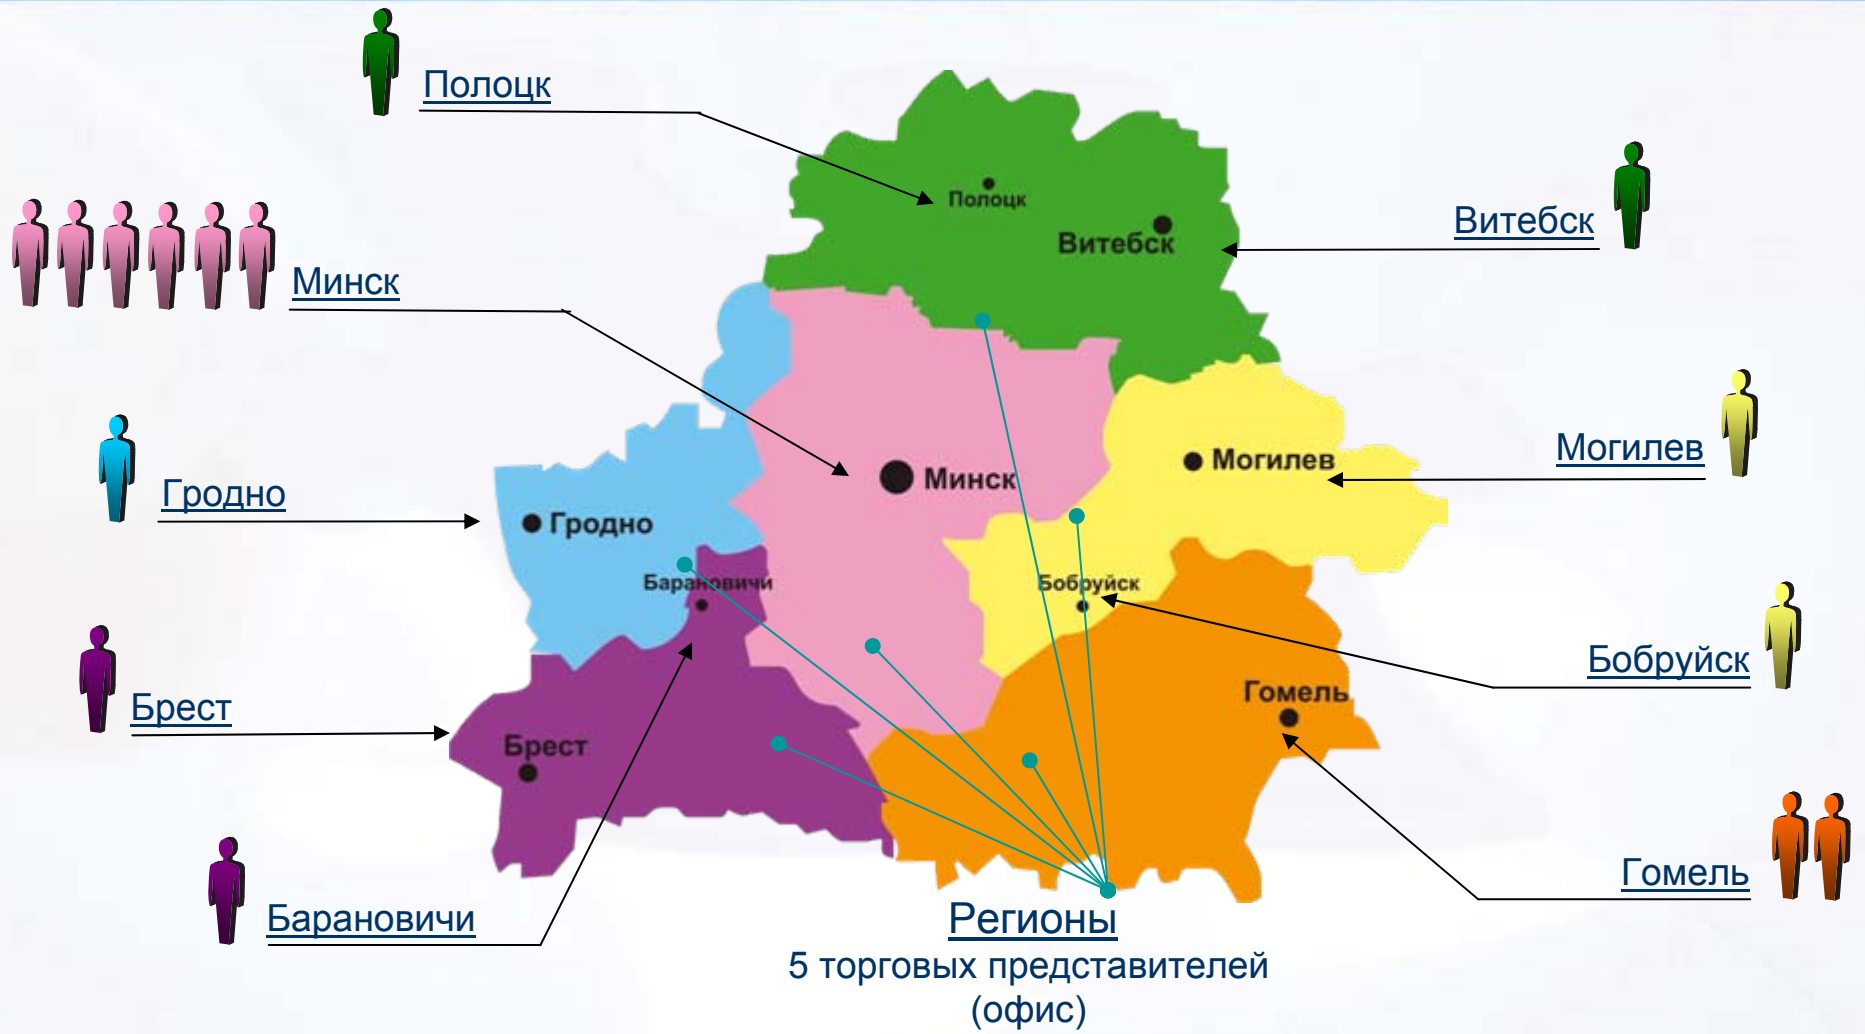 Полоцк
Витебск
Минск
Могилев
Гродно
Бобруйск
Брест
Гомель
Барановичи
Полоцк
Витебск
Минск
Могилев
Гродно
Барановичи
Бобруйск
Гомель
Брест
Регионы
5 торговых представителей
(офис)